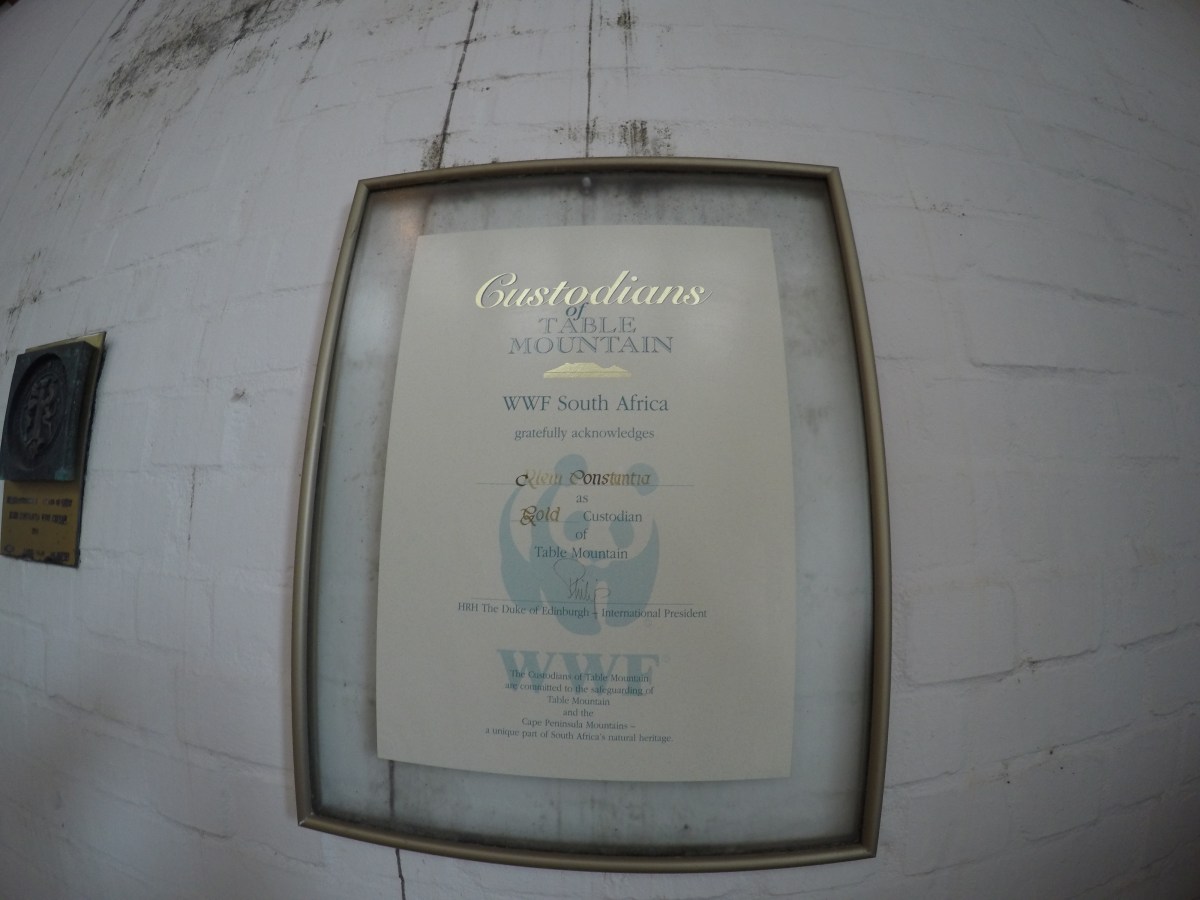 Custodians
of
TABLE
MOUNTAIN
WWF South Africa
gratefully acknowledges
Klein Constantia
as
Gold Custodian
of
Table Mountain
Philip
HRH The Duke of Edinburgh – International President
WWF®
The Custodians of Table Mountain
are committed to the safeguarding of
Table Mountain
and the
Cape Peninsula Mountains –
a unique part of South Africa's natural heritage